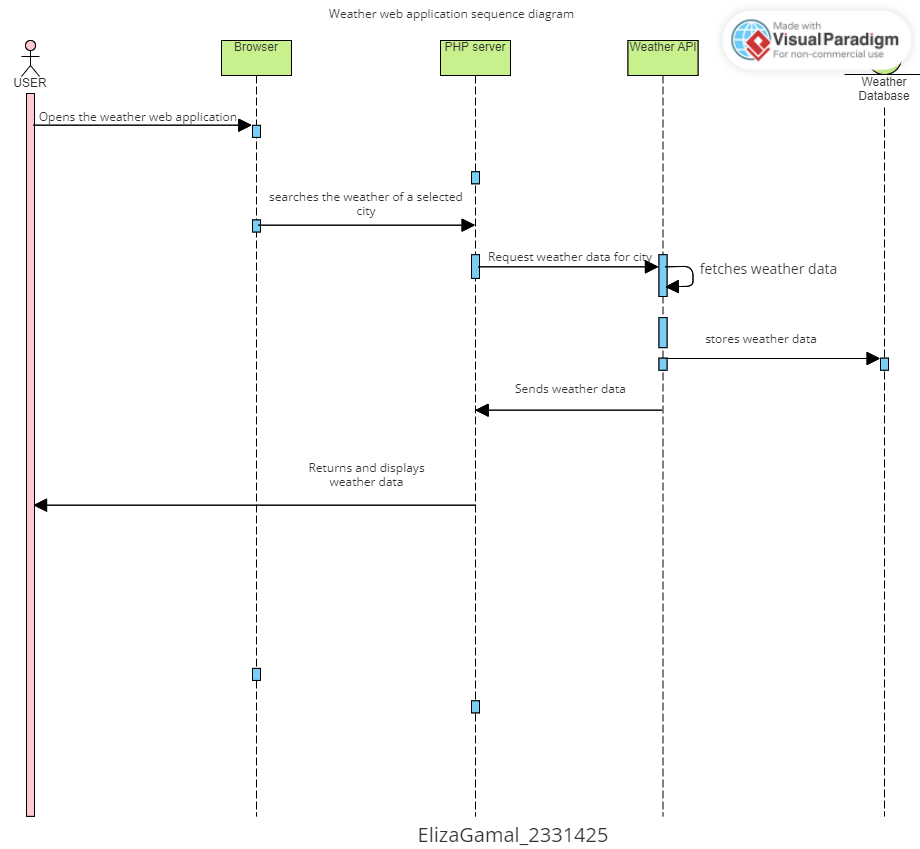 Weather web application sequence diagram
Made with
VisualParadigm
For non-commercial use
Browser
PHP server
Weather API
USER
Weather
Database
Opens the weather web application
searches the weather of a selected
city
Request weather data for city
fetches weather data
stores weather data
Sends weather data
Returns and displays
weather data
ElizaGamal_2331425